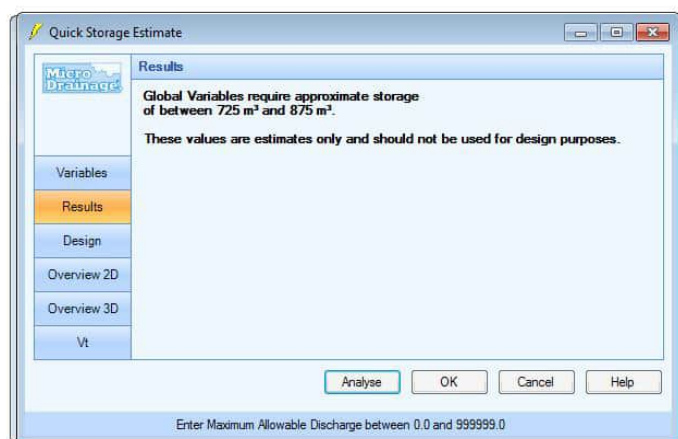 Quick Storage Estimate
Micro
Drainage
Results
Global Variables require approximate storage
of between 725 m³ and 875 m³.
These values are estimates only and should not be used for design purposes.
Variables
Results
Design
Overview 2D
Overview 3D
Vt
Analyse OK Cancel Help
Enter Maximum Allowable Discharge between 0.0 and 999999.0